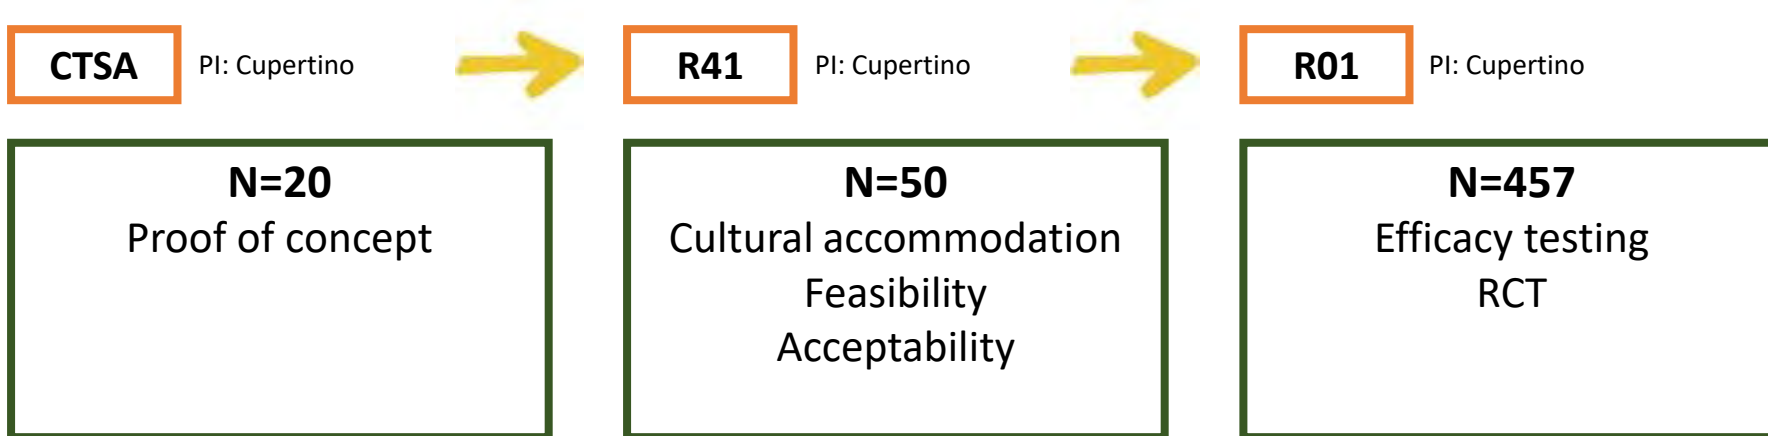 CTSA PI: Cupertino
R41 PI: Cupertino
R01 PI: Cupertino
N=20
Proof of concept
N=50
Cultural accommodation
Feasibility
Acceptability
N=457
Efficacy testing
RCT